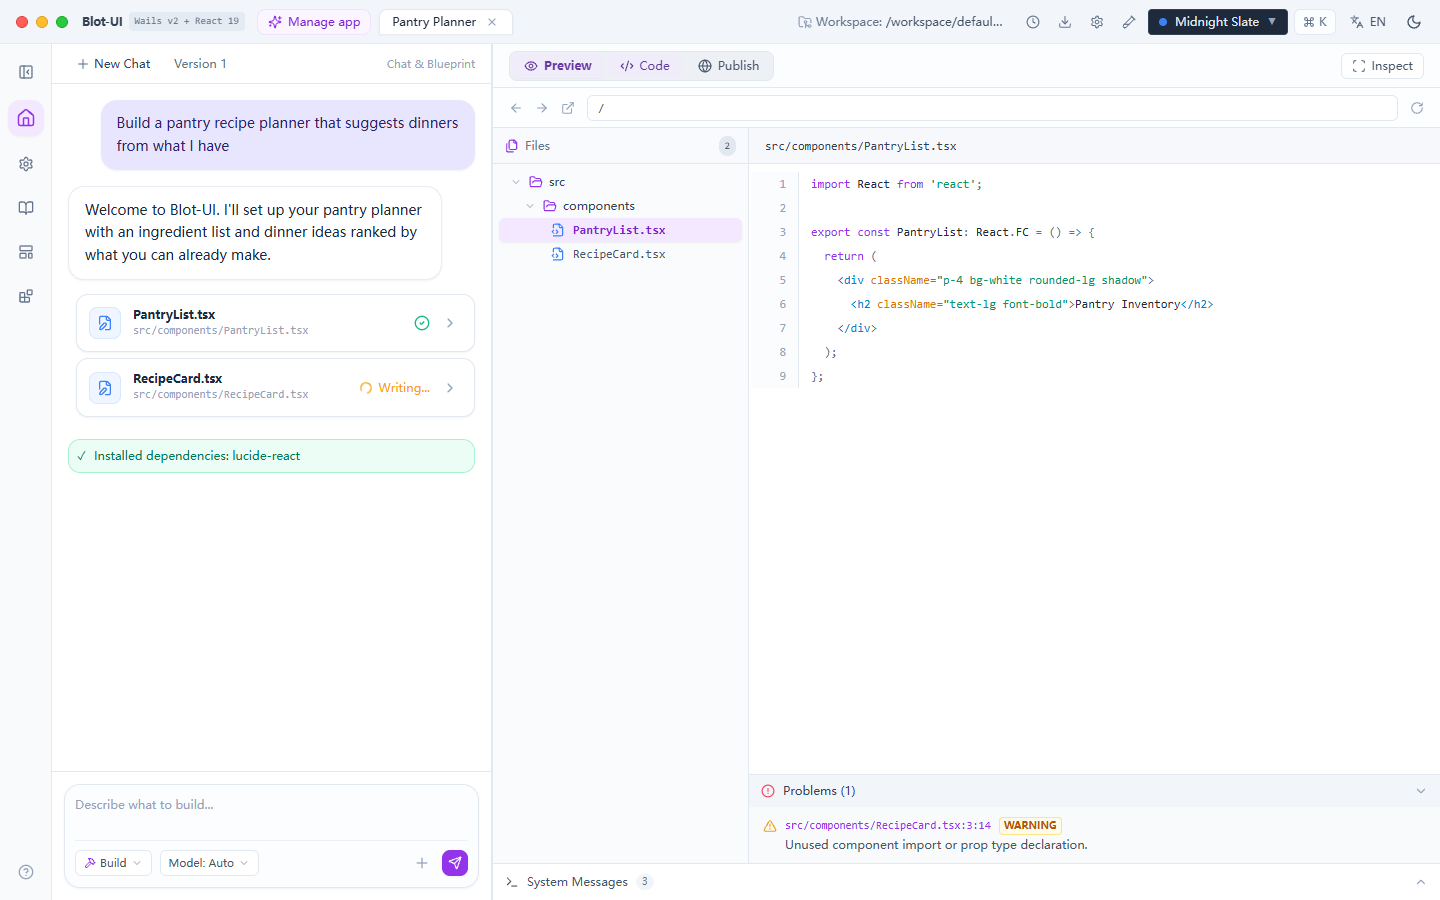 Blot-UI Wails v2 + React 19 Manage app Pantry Planner Workspace: /workspace/defaul... Midnight Slate ▼ ⌘ K EN
New Chat Version 1 Chat & Blueprint
Build a pantry recipe planner that suggests dinners
from what I have
Welcome to Blot-UI. I'll set up your pantry planner
with an ingredient list and dinner ideas ranked by
what you can already make.
PantryList.tsx
src/components/PantryList.tsx
RecipeCard.tsx
src/components/RecipeCard.tsx
Writing...
✓ Installed dependencies: lucide-react
Describe what to build...
Build Model: Auto
Preview Code Publish Inspect
/
Files 2
src
components
PantryList.tsx
RecipeCard.tsx
src/components/PantryList.tsx
1 import React from 'react';
2
3 export const PantryList: React.FC = () => {
4 return (
5 <div className="p-4 bg-white rounded-lg shadow">
6 <h2 className="text-lg font-bold">Pantry Inventory</h2>
7 </div>
8 );
9 };
Problems (1)
src/components/RecipeCard.tsx:3:14 WARNING
Unused component import or prop type declaration.
System Messages 3